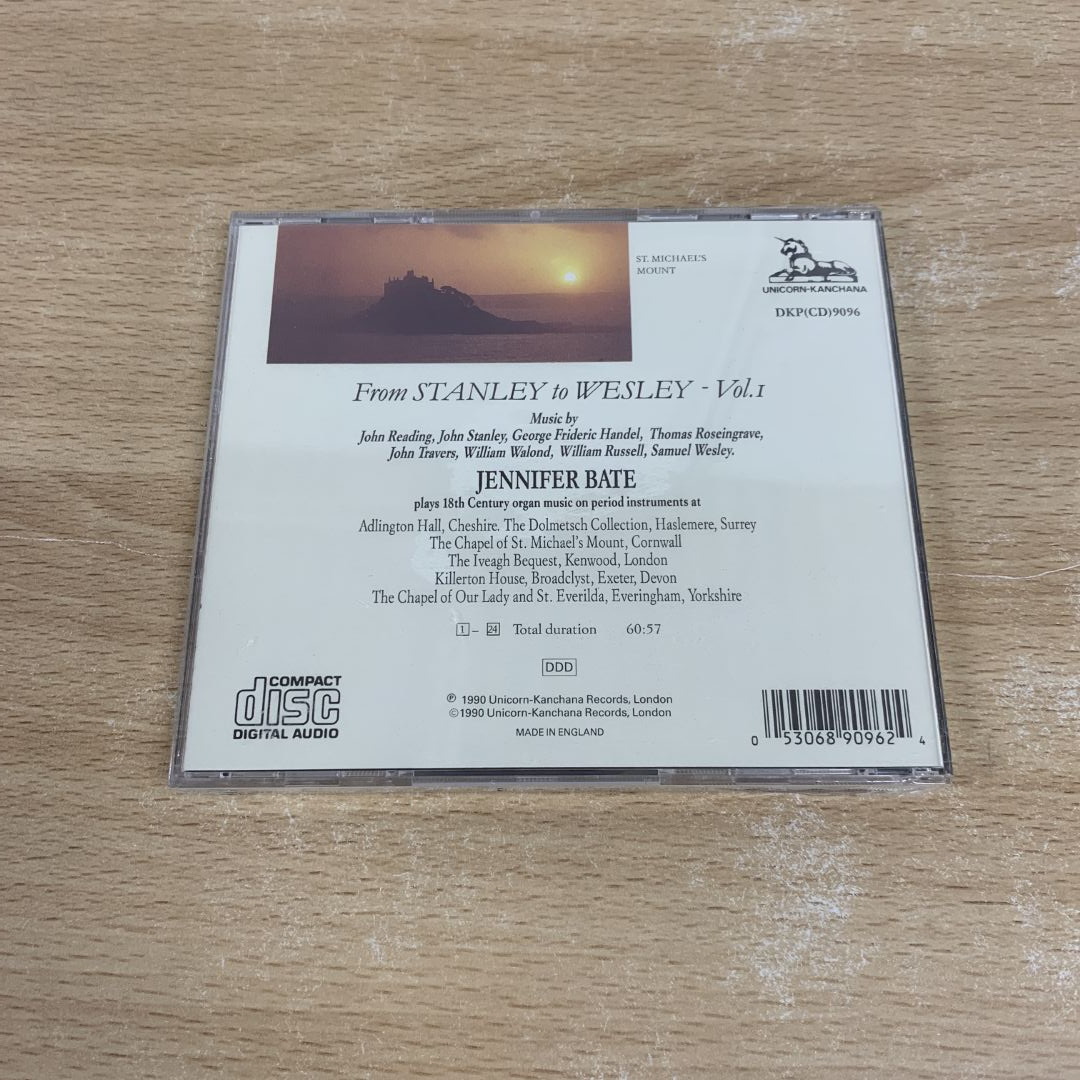 ST. MICHAEL'S
MOUNT
UNICORN-KANCHANA
DKP(CD)9096
From STANLEY to WESLEY - Vol.1
Music by
John Reading, John Stanley, George Frideric Handel, Thomas Roseingrave,
John Travers, William Walond, William Russell, Samuel Wesley.
JENNIFER BATE
plays 18th Century organ music on period instruments at
Adlington Hall, Cheshire. The Dolmetsch Collection, Haslemere, Surrey
The Chapel of St. Michael's Mount, Cornwall
The Iveagh Bequest, Kenwood, London
Killerton House, Broadclyst, Exeter, Devon
The Chapel of Our Lady and St. Everilda, Everingham, Yorkshire
1 - 24 Total duration 60:57
DDD
COMPACT
disc
DIGITAL AUDIO
℗ 1990 Unicorn-Kanchana Records, London
©1990 Unicorn-Kanchana Records, London
MADE IN ENGLAND
0 53068 90962 4